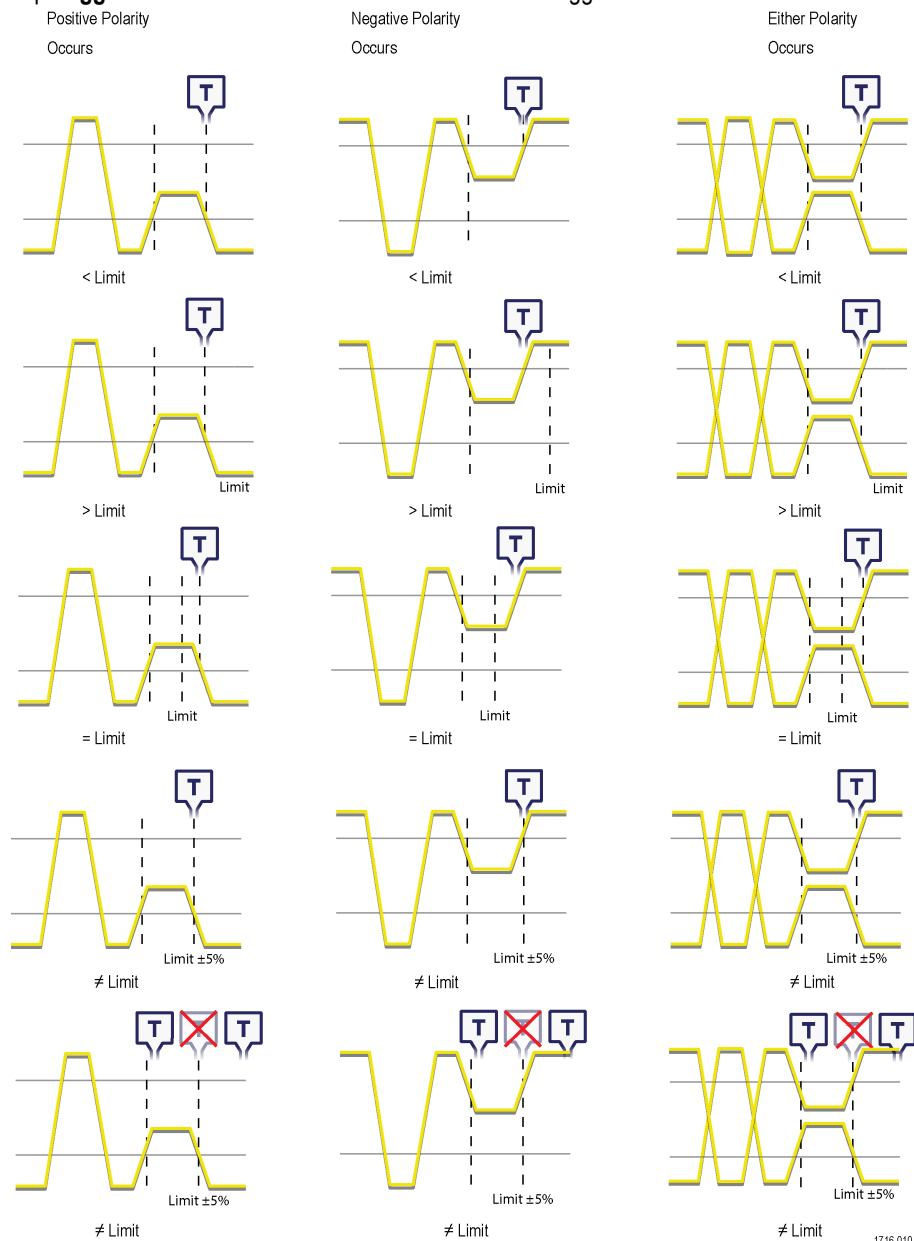 Positive Polarity
Negative Polarity
Either Polarity
Occurs
Occurs
Occurs
T
T
T
< Limit
< Limit
< Limit
T
T
T
Limit
Limit
Limit
> Limit
> Limit
> Limit
T
T
T
Limit
Limit
Limit
= Limit
= Limit
= Limit
T
T
T
Limit ±5%
Limit ±5%
Limit ±5%
≠ Limit
≠ Limit
≠ Limit
T T T
T T T
T T T
Limit ±5%
Limit ±5%
Limit ±5%
≠ Limit
≠ Limit
≠ Limit